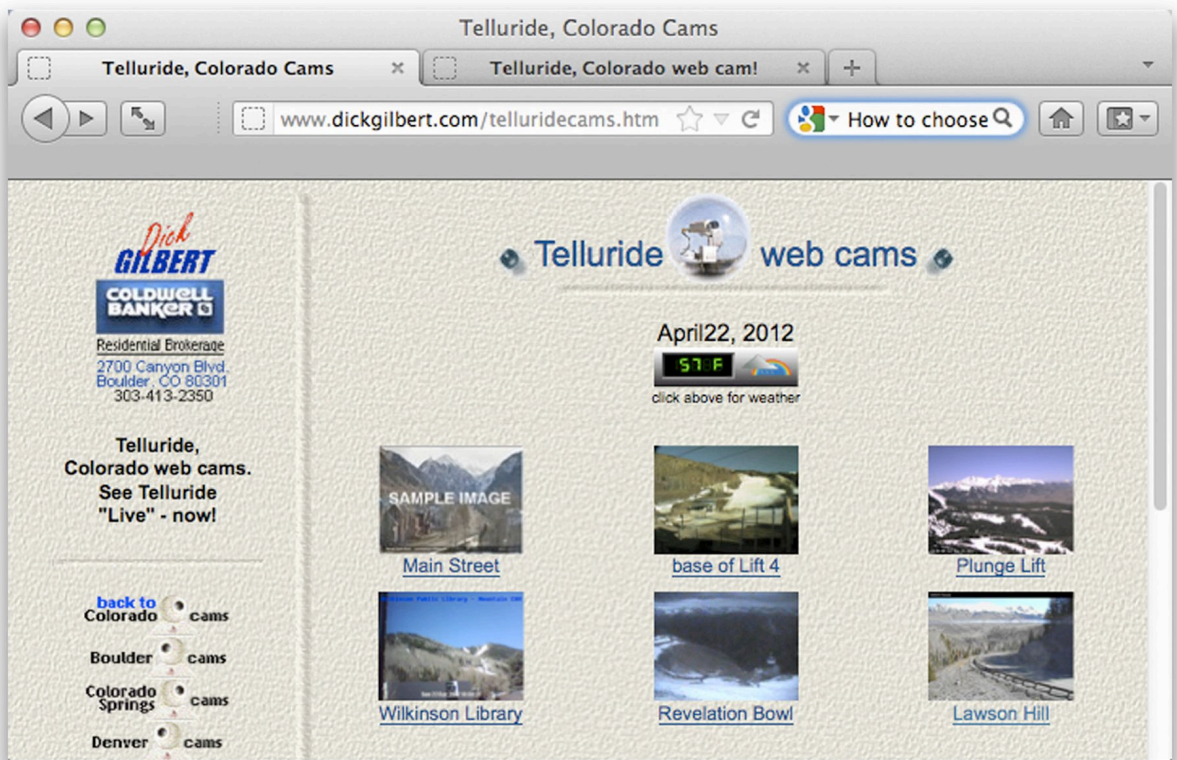 Telluride, Colorado Cams
Telluride, Colorado Cams
Telluride, Colorado web cam!
www.dickgilbert.com/telluridecams.htm
How to choose
Dick
GILBERT
COLDWELL
BANKER
Residential Brokerage
2700 Canyon Blvd.
Boulder, CO 80301
303-413-2350
Telluride,
Colorado web cams.
See Telluride
"Live" - now!
back to
Colorado cams
Boulder cams
Colorado
Springs cams
Denver cams
Telluride web cams
April22, 2012
57 F
click above for weather
SAMPLE IMAGE
Main Street
base of Lift 4
Plunge Lift
Wilkinson Library
Revelation Bowl
Lawson Hill